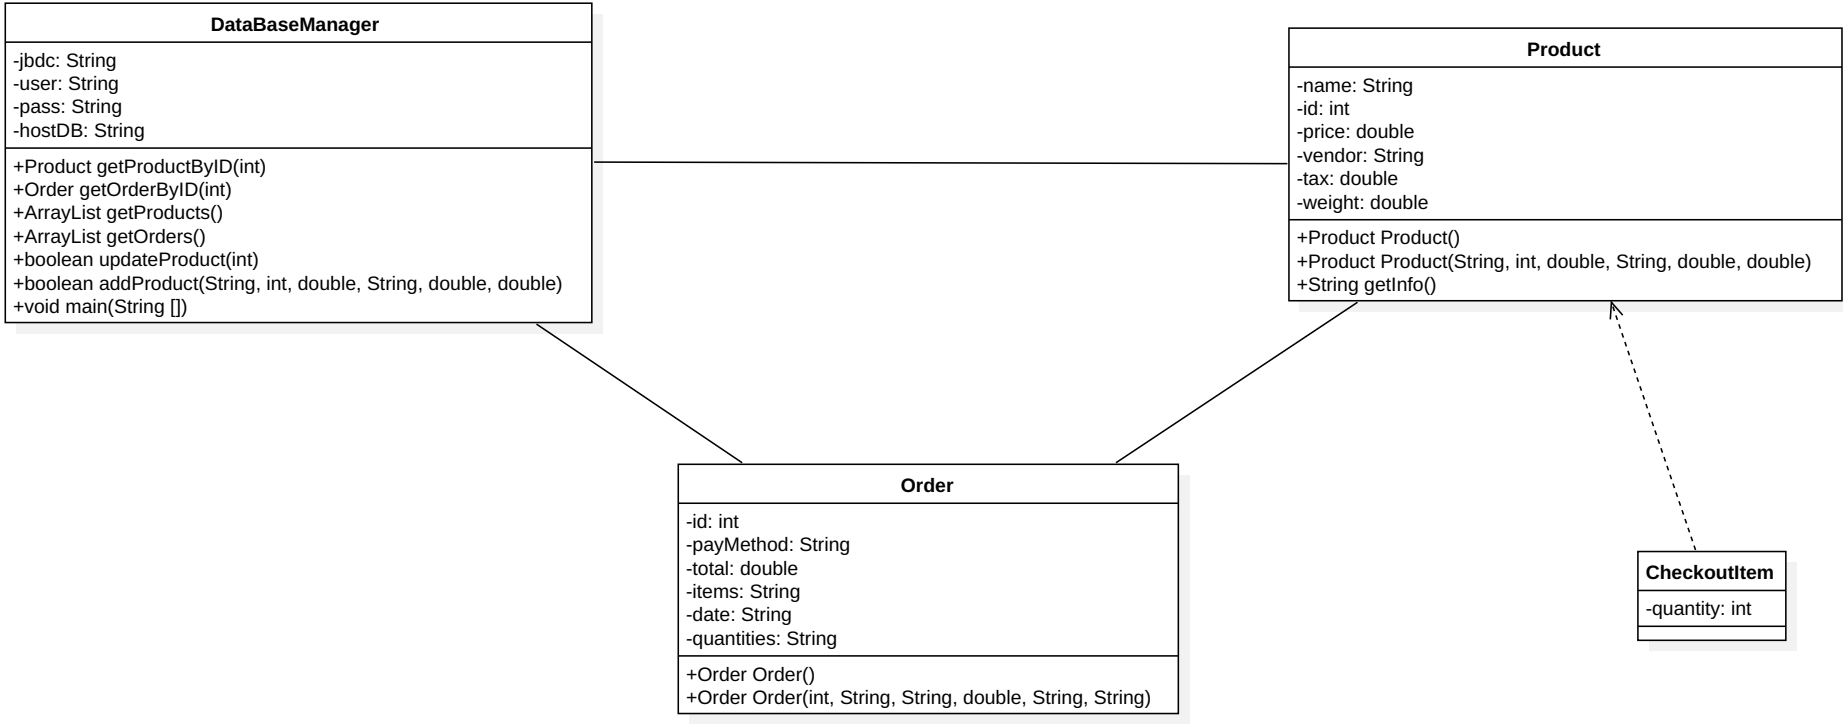 DataBaseManager
-jbdc: String
-user: String
-pass: String
-hostDB: String
+Product getProductByID(int)
+Order getOrderByID(int)
+ArrayList getProducts()
+ArrayList getOrders()
+boolean updateProduct(int)
+boolean addProduct(String, int, double, String, double, double)
+void main(String [])
Product
-name: String
-id: int
-price: double
-vendor: String
-tax: double
-weight: double
+Product Product()
+Product Product(String, int, double, String, double, double)
+String getInfo()
Order
-id: int
-payMethod: String
-total: double
-items: String
-date: String
-quantities: String
+Order Order()
+Order Order(int, String, String, double, String, String)
CheckoutItem
-quantity: int